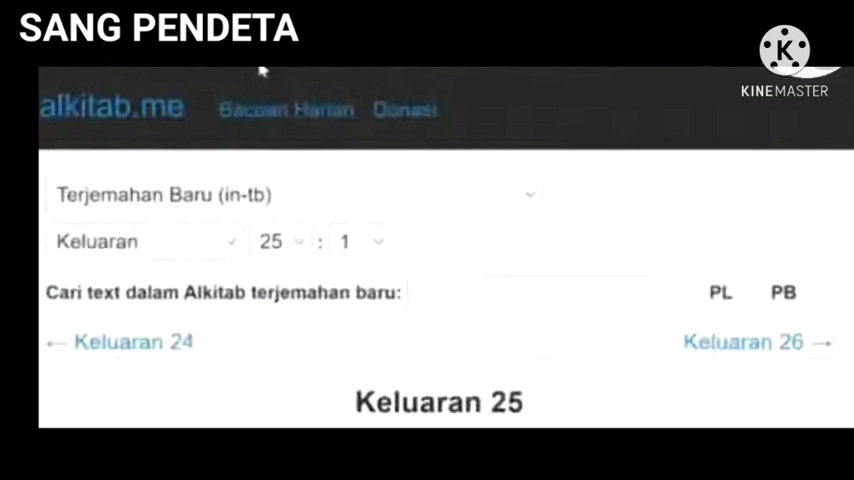 SANG PENDETA
K
KINEMASTER
alkitab.me Bacaan Harian Donasi
Terjemahan Baru (in-tb)
Keluaran 25 : 1
Cari text dalam Alkitab terjemahan baru: PL PB
← Keluaran 24 Keluaran 26 →
Keluaran 25